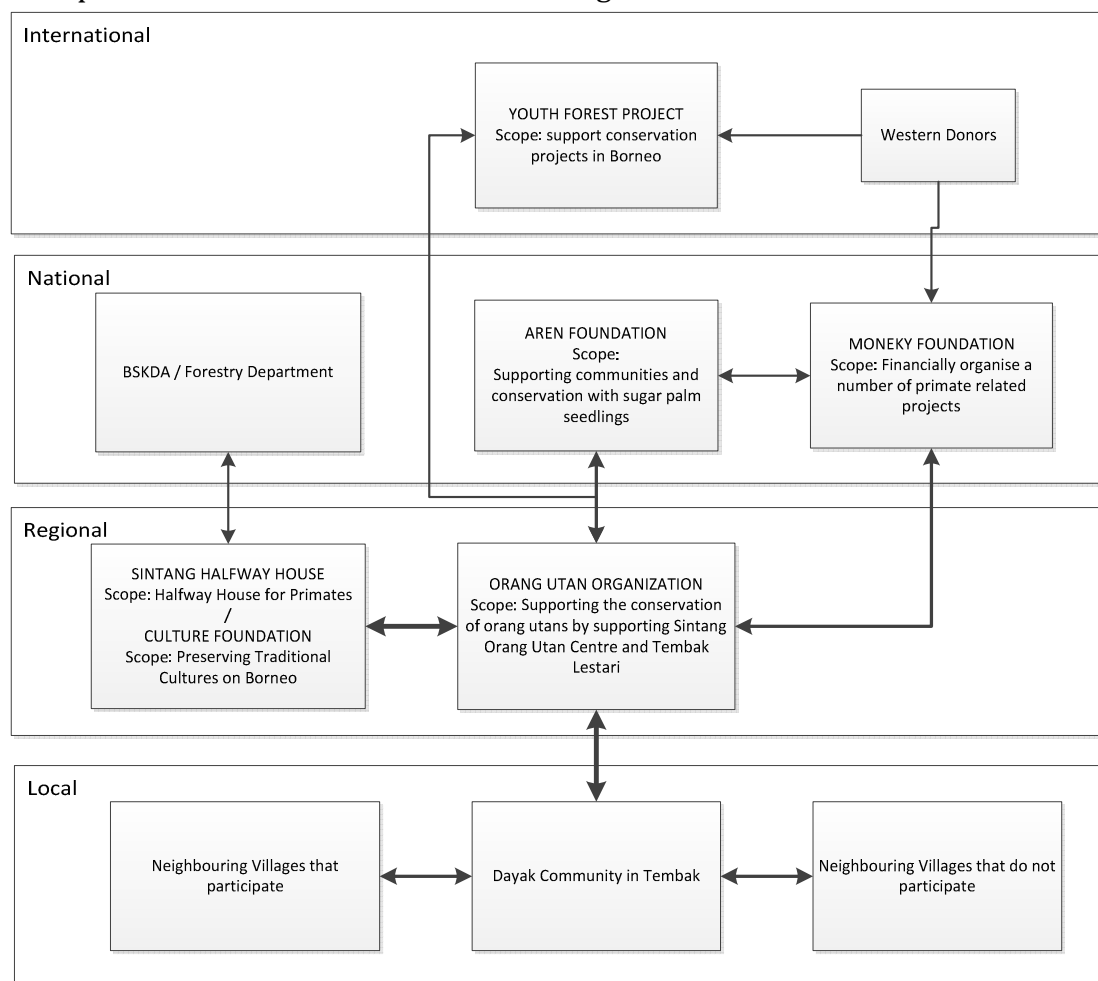 International
YOUTH FOREST PROJECT
Scope: support conservation
projects in Borneo
Western Donors
National
BSKDA / Forestry Department
AREN FOUNDATION
Scope:
Supporting communities and
conservation with sugar palm
seedlings
MONEKY FOUNDATION
Scope: Financially organise a
number of primate related
projects
Regional
SINTANG HALFWAY HOUSE
Scope: Halfway House for Primates
/
CULTURE FOUNDATION
Scope: Preserving Traditional
Cultures on Borneo
ORANG UTAN ORGANIZATION
Scope: Supporting the conservation
of orang utans by supporting Sintang
Orang Utan Centre and Tembak
Lestari
Local
Neighbouring Villages that
participate
Dayak Community in Tembak
Neighbouring Villages that do not
participate